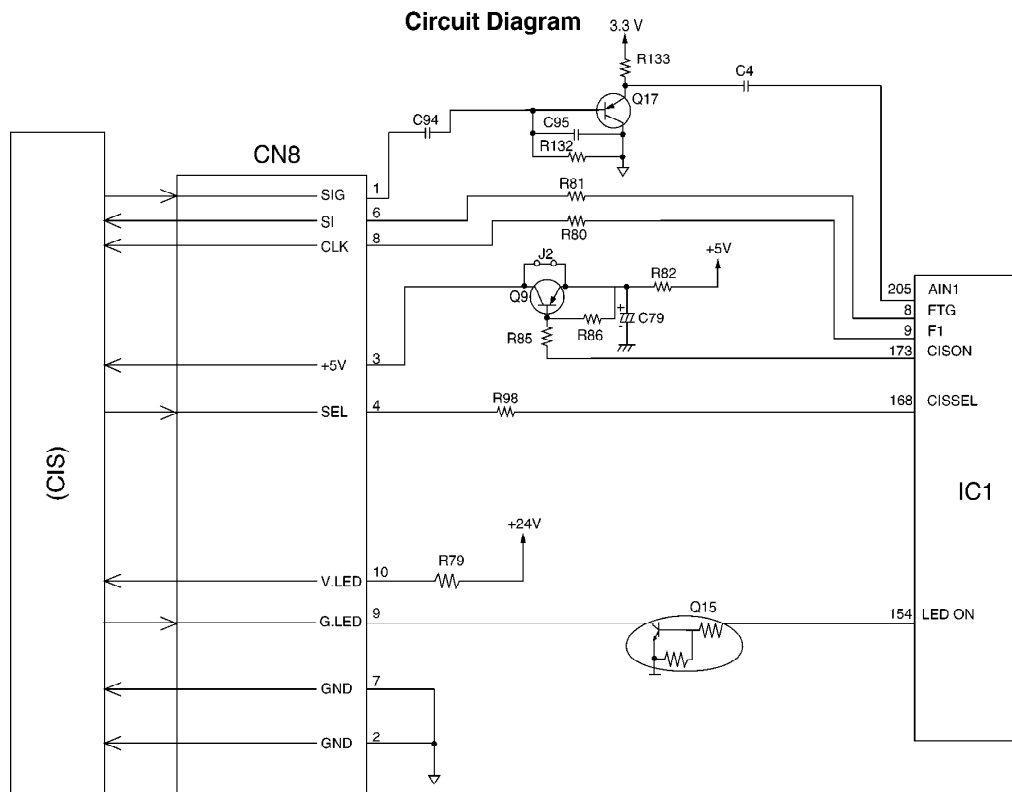 Circuit Diagram
3.3 V
R133
C4
Q17
C94
C95
R132
CN8
SIG
1
R81
SI
6
CLK
8
R80
J2
+5V
R82
Q9
205
AIN1
+
C79
8
FTG
R85
R86
-
9
F1
173
CISON
+5V
3
SEL
4
R98
168
CISSEL
(CIS)
IC1
+24V
R79
V.LED
10
Q15
G.LED
9
154
LED ON
GND
7
GND
2